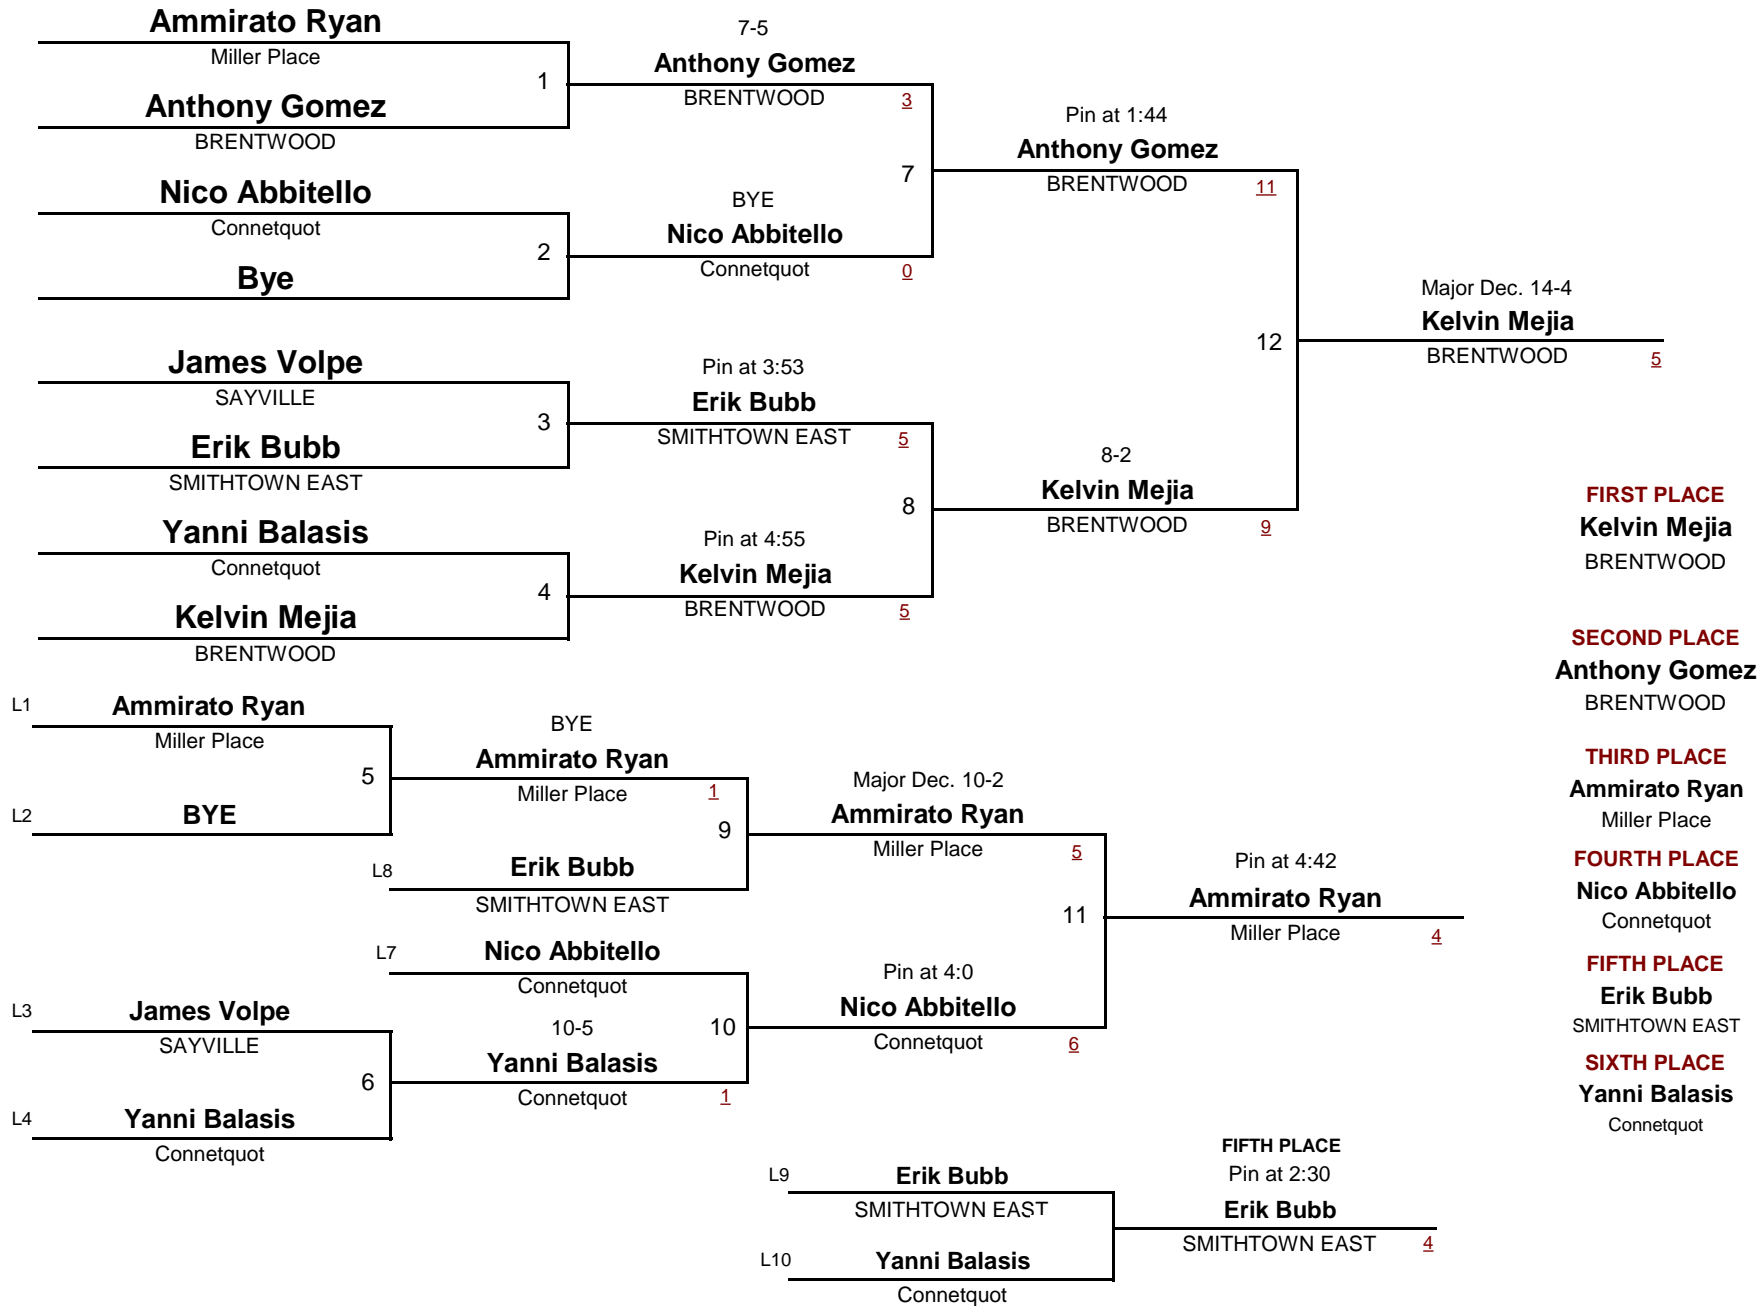 Ammirato Ryan
Miller Place
1
Anthony Gomez
BRENTWOOD
7-5
Anthony Gomez
BRENTWOOD
3
Nico Abbitello
Connetquot
2
Bye
BYE
Nico Abbitello
Connetquot
0
7
Pin at 1:44
Anthony Gomez
BRENTWOOD
11
James Volpe
SAYVILLE
3
Erik Bubb
SMITHTOWN EAST
Pin at 3:53
Erik Bubb
SMITHTOWN EAST
5
Yanni Balasis
Connetquot
4
Kelvin Mejia
BRENTWOOD
Pin at 4:55
Kelvin Mejia
BRENTWOOD
5
8
8-2
Kelvin Mejia
BRENTWOOD
9
12
Major Dec. 14-4
Kelvin Mejia
BRENTWOOD
5
FIRST PLACE
Kelvin Mejia
BRENTWOOD
SECOND PLACE
Anthony Gomez
BRENTWOOD
THIRD PLACE
Ammirato Ryan
Miller Place
FOURTH PLACE
Nico Abbitello
Connetquot
FIFTH PLACE
Erik Bubb
SMITHTOWN EAST
SIXTH PLACE
Yanni Balasis
Connetquot
L1
Ammirato Ryan
Miller Place
5
L2
BYE
BYE
Ammirato Ryan
Miller Place
1
9
L8
Erik Bubb
SMITHTOWN EAST
Major Dec. 10-2
Ammirato Ryan
Miller Place
5
L7
Nico Abbitello
Connetquot
L3
James Volpe
SAYVILLE
6
L4
Yanni Balasis
Connetquot
10-5
Yanni Balasis
Connetquot
1
10
Pin at 4:0
Nico Abbitello
Connetquot
6
11
Pin at 4:42
Ammirato Ryan
Miller Place
4
L9
Erik Bubb
SMITHTOWN EAST
L10
Yanni Balasis
Connetquot
FIFTH PLACE
Pin at 2:30
Erik Bubb
SMITHTOWN EAST
4